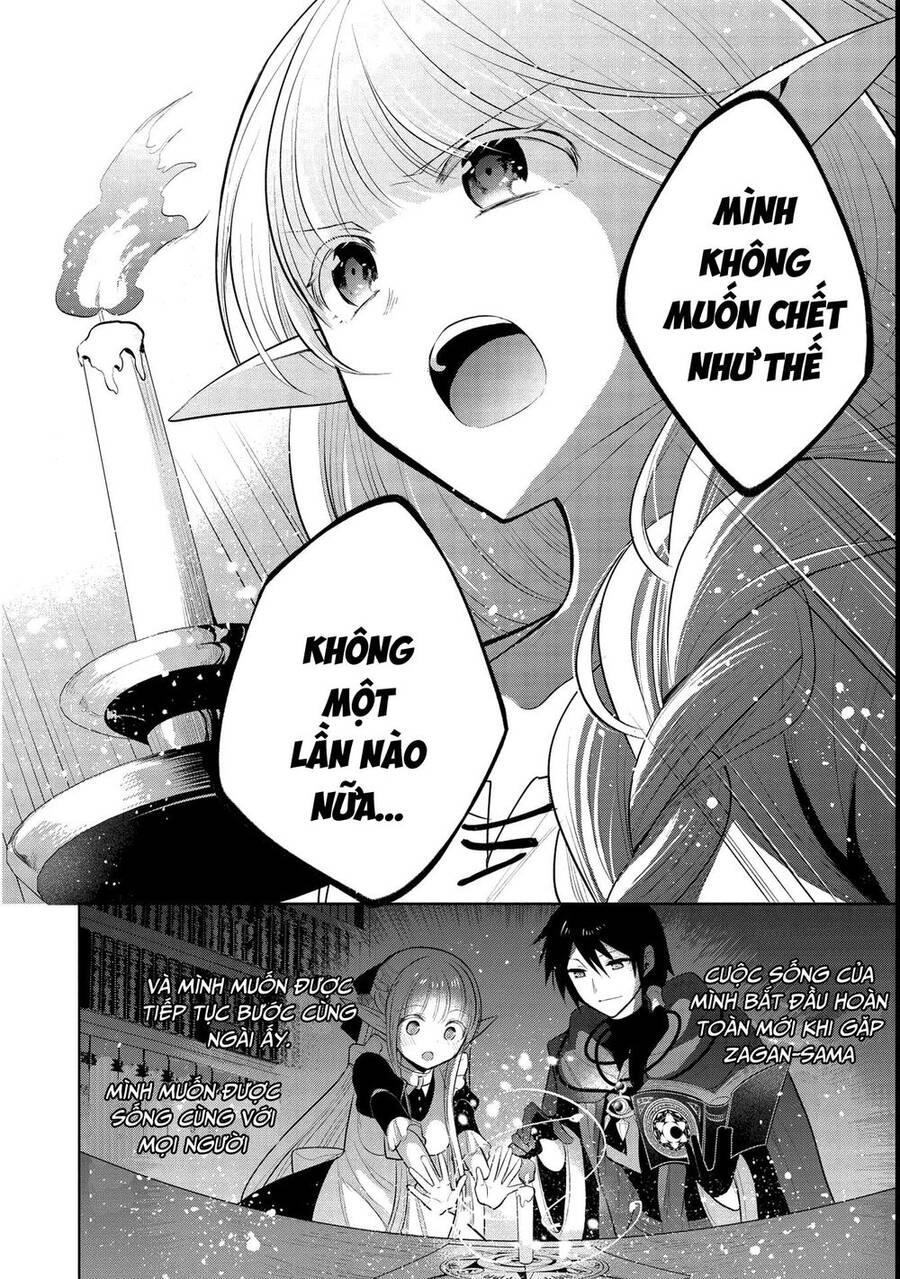 MÌNH
KHÔNG
MUỐN CHẾT
NHƯ THẾ
KHÔNG
MỘT
LẦN NÀO
NỮA...
CUỘC SỐNG CỦA
MÌNH BẮT ĐẦU HOÀN
TOÀN MỚI KHI GẶP
ZAGAN-SAMA
VÀ MÌNH MUỐN ĐƯỢC
TIẾP TỤC BƯỚC CÙNG
NGÀI ẤY.
MÌNH MUỐN ĐƯỢC
SỐNG CÙNG VỚI
MỌI NGƯỜI